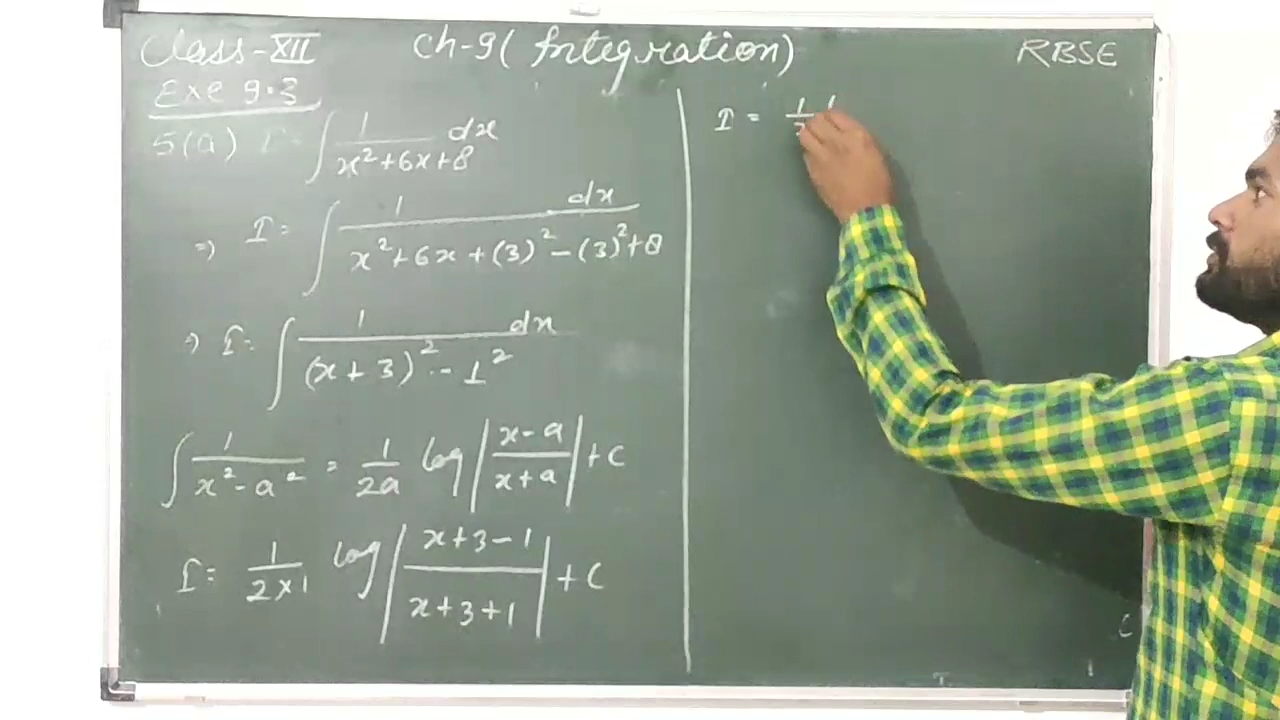 Class-XII Ch-9 (Integration) RBSE
Exe 9.3
5(a) I = ∫ 1/(x²+6x+8) dx
⇒ I = ∫ 1/(x²+6x+(3)²-(3)²+8) dx
⇒ I = ∫ 1/((x+3)²-1²) dx
∫ 1/(x²-a²) = 1/2a log |(x-a)/(x+a)| + C
I = 1/(2×1) log |(x+3-1)/(x+3+1)| + C
I =